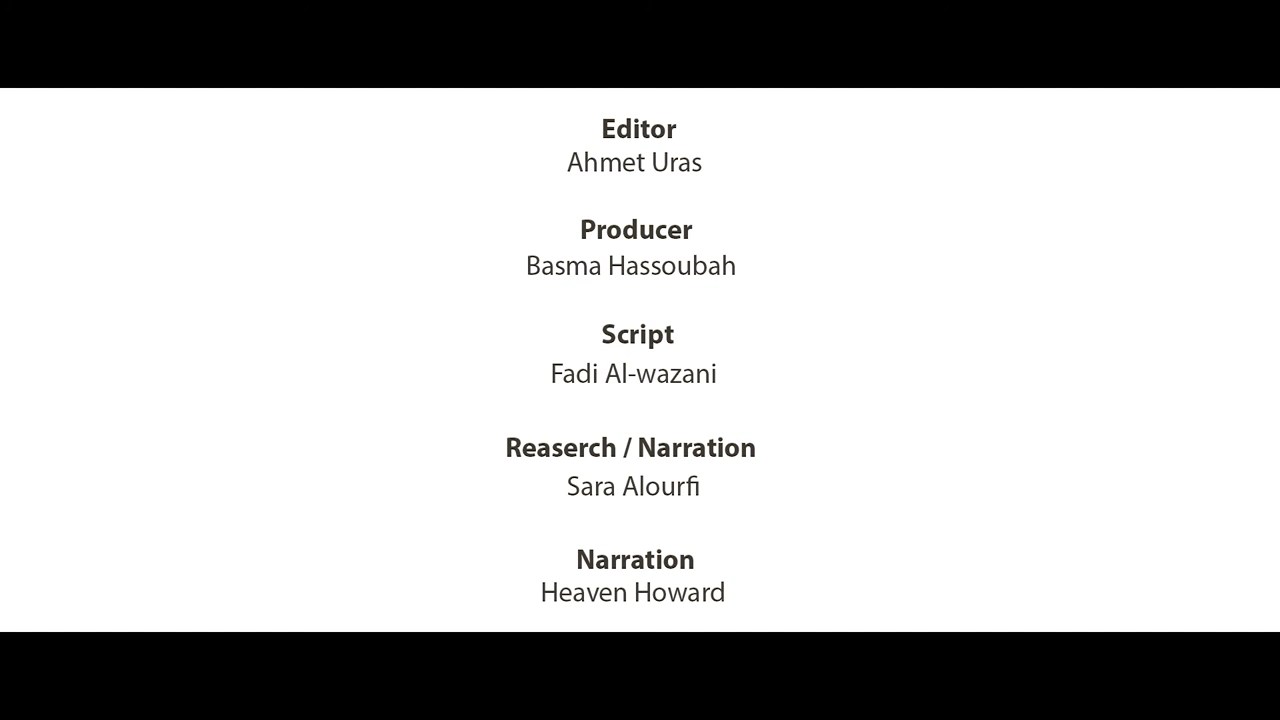 Editor
Ahmet Uras
Producer
Basma Hassoubah
Script
Fadi Al-wazani
Reaserch / Narration
Sara Alourfi
Narration
Heaven Howard